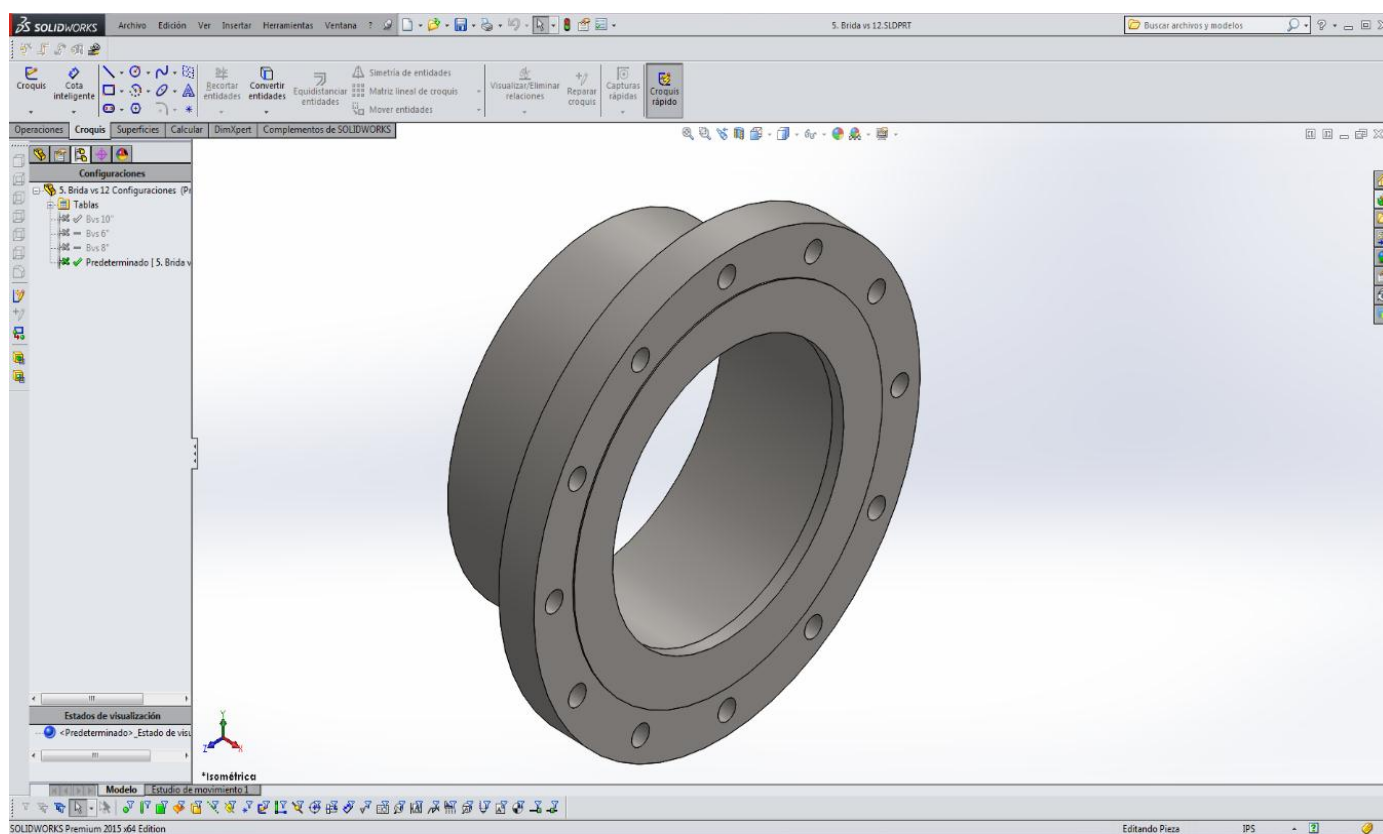 SOLIDWORKS Archivo Edición Ver Insertar Herramientas Ventana ? 5. Brida vs 12.SLDPRT Buscar archivos y modelos ?
Croquis Cota inteligente Recortar entidades Convertir entidades Equidistanciar entidades Simetría de entidades
Matriz lineal de croquis
Mover entidades
Visualizar/Eliminar relaciones Reparar croquis Capturas rápidas Croquis rápido
Operaciones Croquis Superficies Calcular DimXpert Complementos de SOLIDWORKS
Configuraciones
5. Brida vs 12 Configuraciones (Pr
Tablas
Bvs 10"
Bvs 6"
Bvs 8"
Predeterminado [ 5. Brida v
Estados de visualización
<Predeterminado>_Estado de visu
Y
Z X
*Isométrica
Modelo Estudio de movimiento 1
SOLIDWORKS Premium 2015 x64 Edition Editando Pieza IPS ?